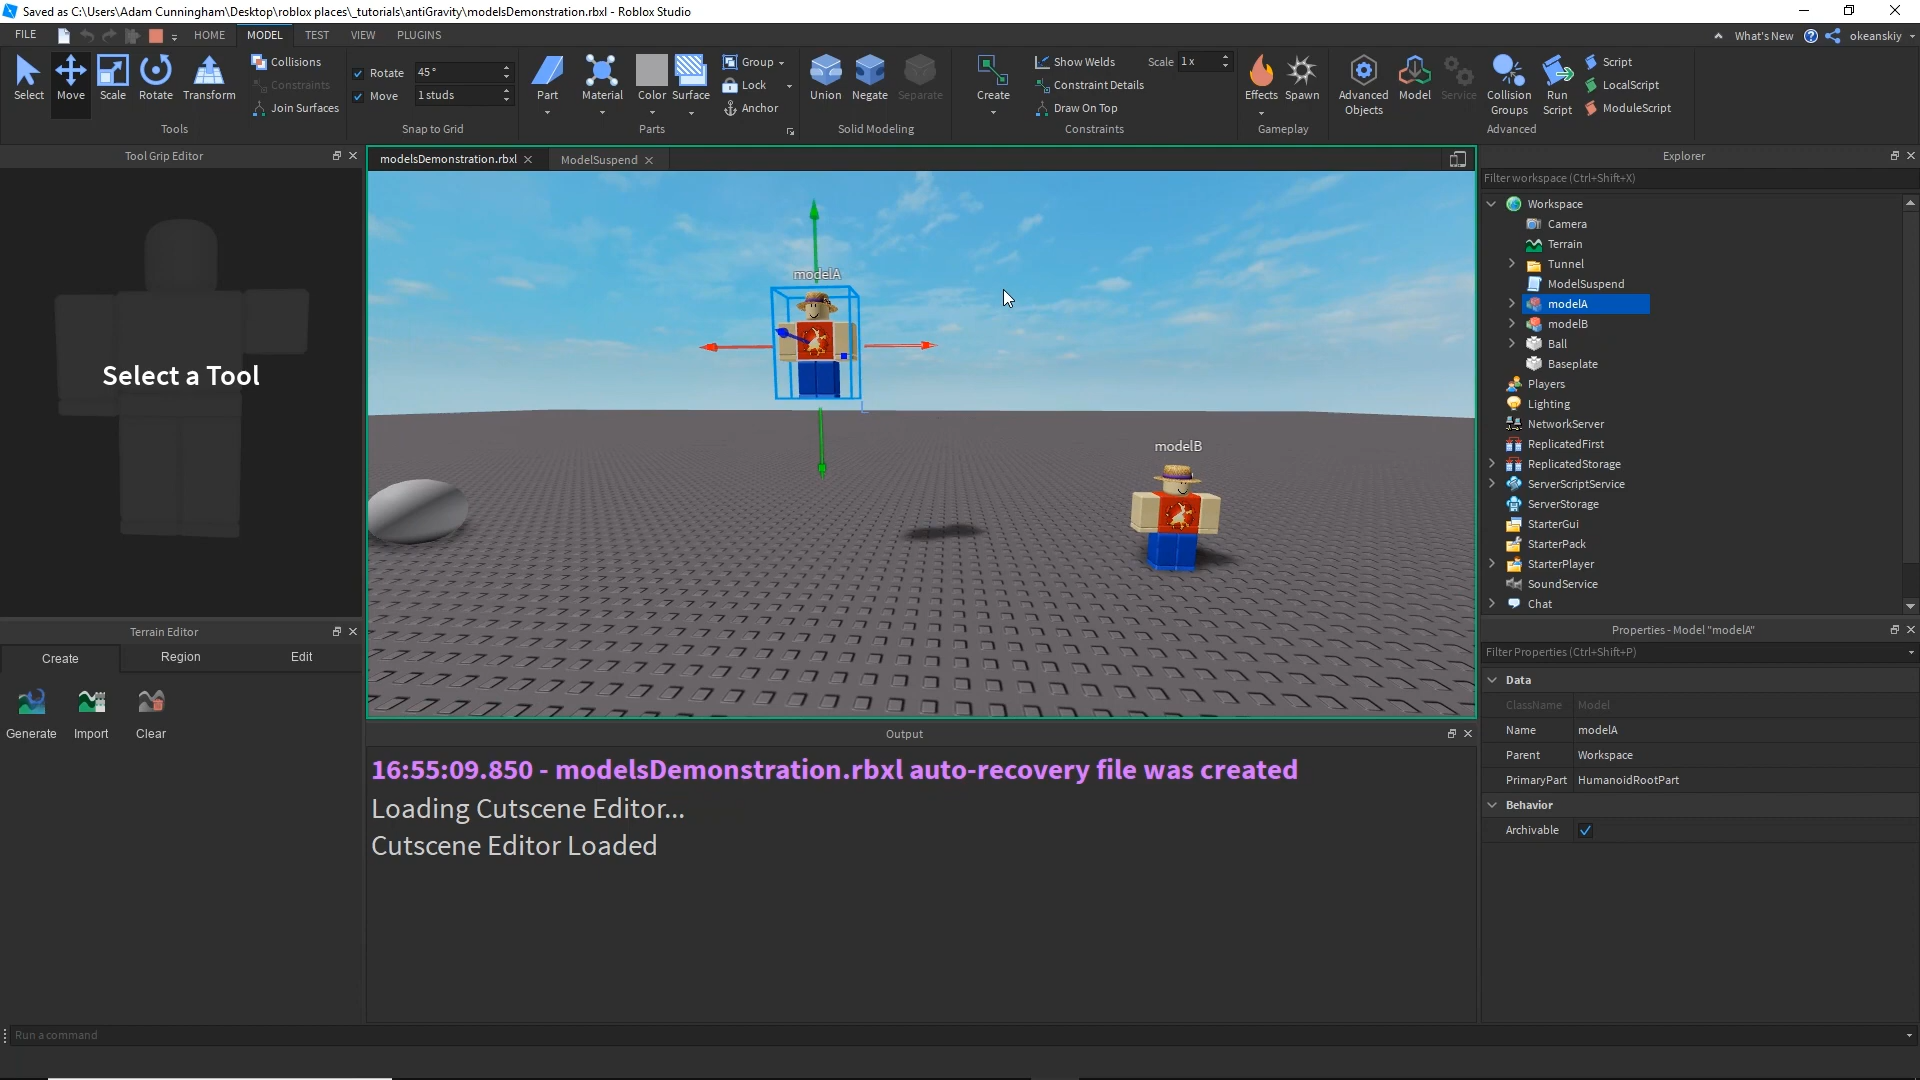 Saved as C:\Users\Adam Cunningham\Desktop\roblox places\_tutorials\antiGravity\modelsDemonstration.rbxl - Roblox Studio
FILE HOME MODEL TEST VIEW PLUGINS
What's New okeanskiy
Select Move Scale Rotate Transform
Collisions
Constraints
Join Surfaces
Tools
Rotate 45 °
Move 1 studs
Snap to Grid
Part Material Color Surface
Group
Lock
Anchor
Parts
Union Negate Separate
Solid Modeling
Create
Show Welds
Constraint Details
Draw On Top
Scale 1 x
Constraints
Effects Spawn
Gameplay
Advanced Objects
Model
Service
Collision Groups
Run Script
Script
LocalScript
ModuleScript
Advanced
Tool Grip Editor
Select a Tool
modelsDemonstration.rbxl
ModelSuspend
modelA
modelB
Explorer
Filter workspace (Ctrl+Shift+X)
Workspace
Camera
Terrain
Tunnel
ModelSuspend
modelA
modelB
Ball
Baseplate
Players
Lighting
NetworkServer
ReplicatedFirst
ReplicatedStorage
ServerScriptService
ServerStorage
StarterGui
StarterPack
StarterPlayer
SoundService
Chat
Terrain Editor
Create Region Edit
Generate Import Clear
Output
16:55:09.850 - modelsDemonstration.rbxl auto-recovery file was created
Loading Cutscene Editor...
Cutscene Editor Loaded
Properties - Model "modelA"
Filter Properties (Ctrl+Shift+P)
Data
ClassName Model
Name modelA
Parent Workspace
PrimaryPart HumanoidRootPart
Behavior
Archivable
Run a command